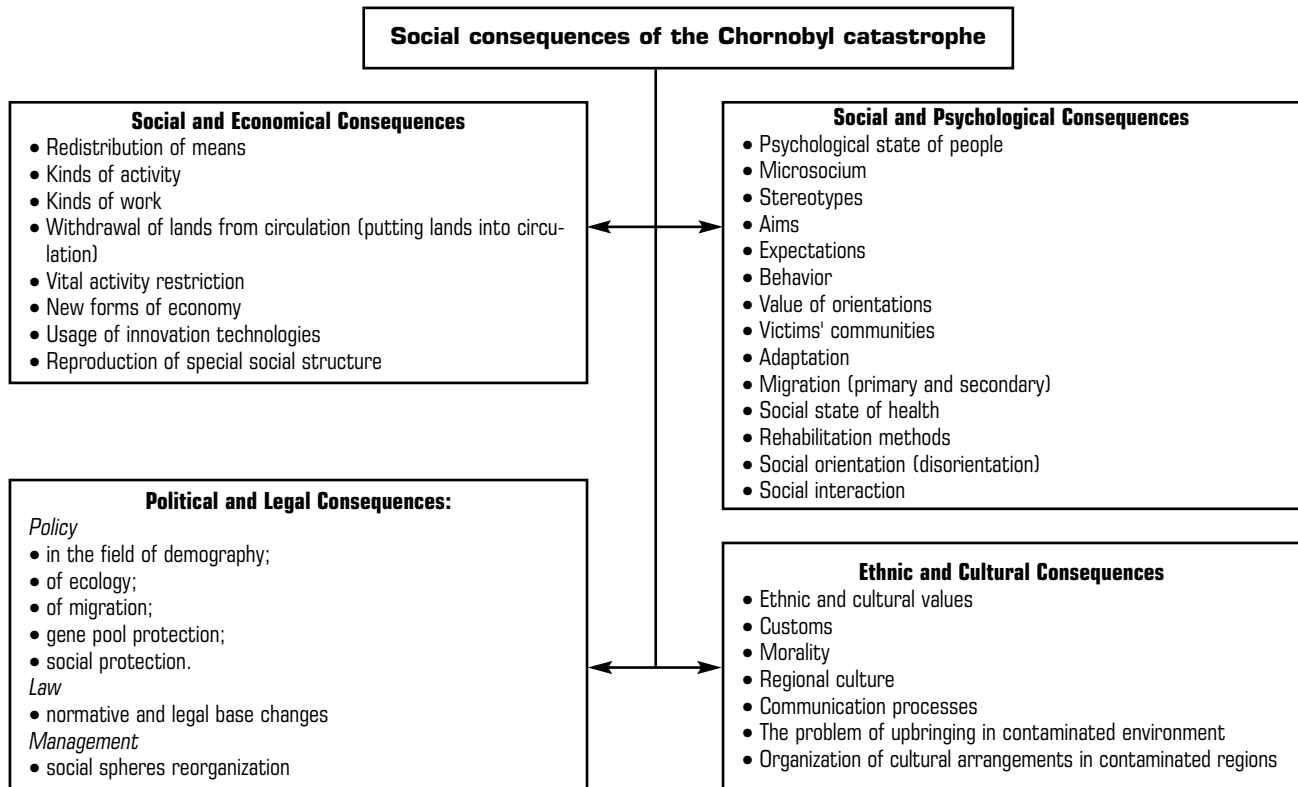 Social consequences of the Chornobyl catastrophe
Social and Economical Consequences
• Redistribution of means
• Kinds of activity
• Kinds of work
• Withdrawal of lands from circulation (putting lands into circu-
lation)
• Vital activity restriction
• New forms of economy
• Usage of innovation technologies
• Reproduction of special social structure
Social and Psychological Consequences
• Psychological state of people
• Microsocium
• Stereotypes
• Aims
• Expectations
• Behavior
• Value of orientations
• Victims' communities
• Adaptation
• Migration (primary and secondary)
• Social state of health
• Rehabilitation methods
• Social orientation (disorientation)
• Social interaction
Political and Legal Consequences:
Policy
• in the field of demography;
• of ecology;
• of migration;
• gene pool protection;
• social protection.
Law
• normative and legal base changes
Management
• social spheres reorganization
Ethnic and Cultural Consequences
• Ethnic and cultural values
• Customs
• Morality
• Regional culture
• Communication processes
• The problem of upbringing in contaminated environment
• Organization of cultural arrangements in contaminated regions